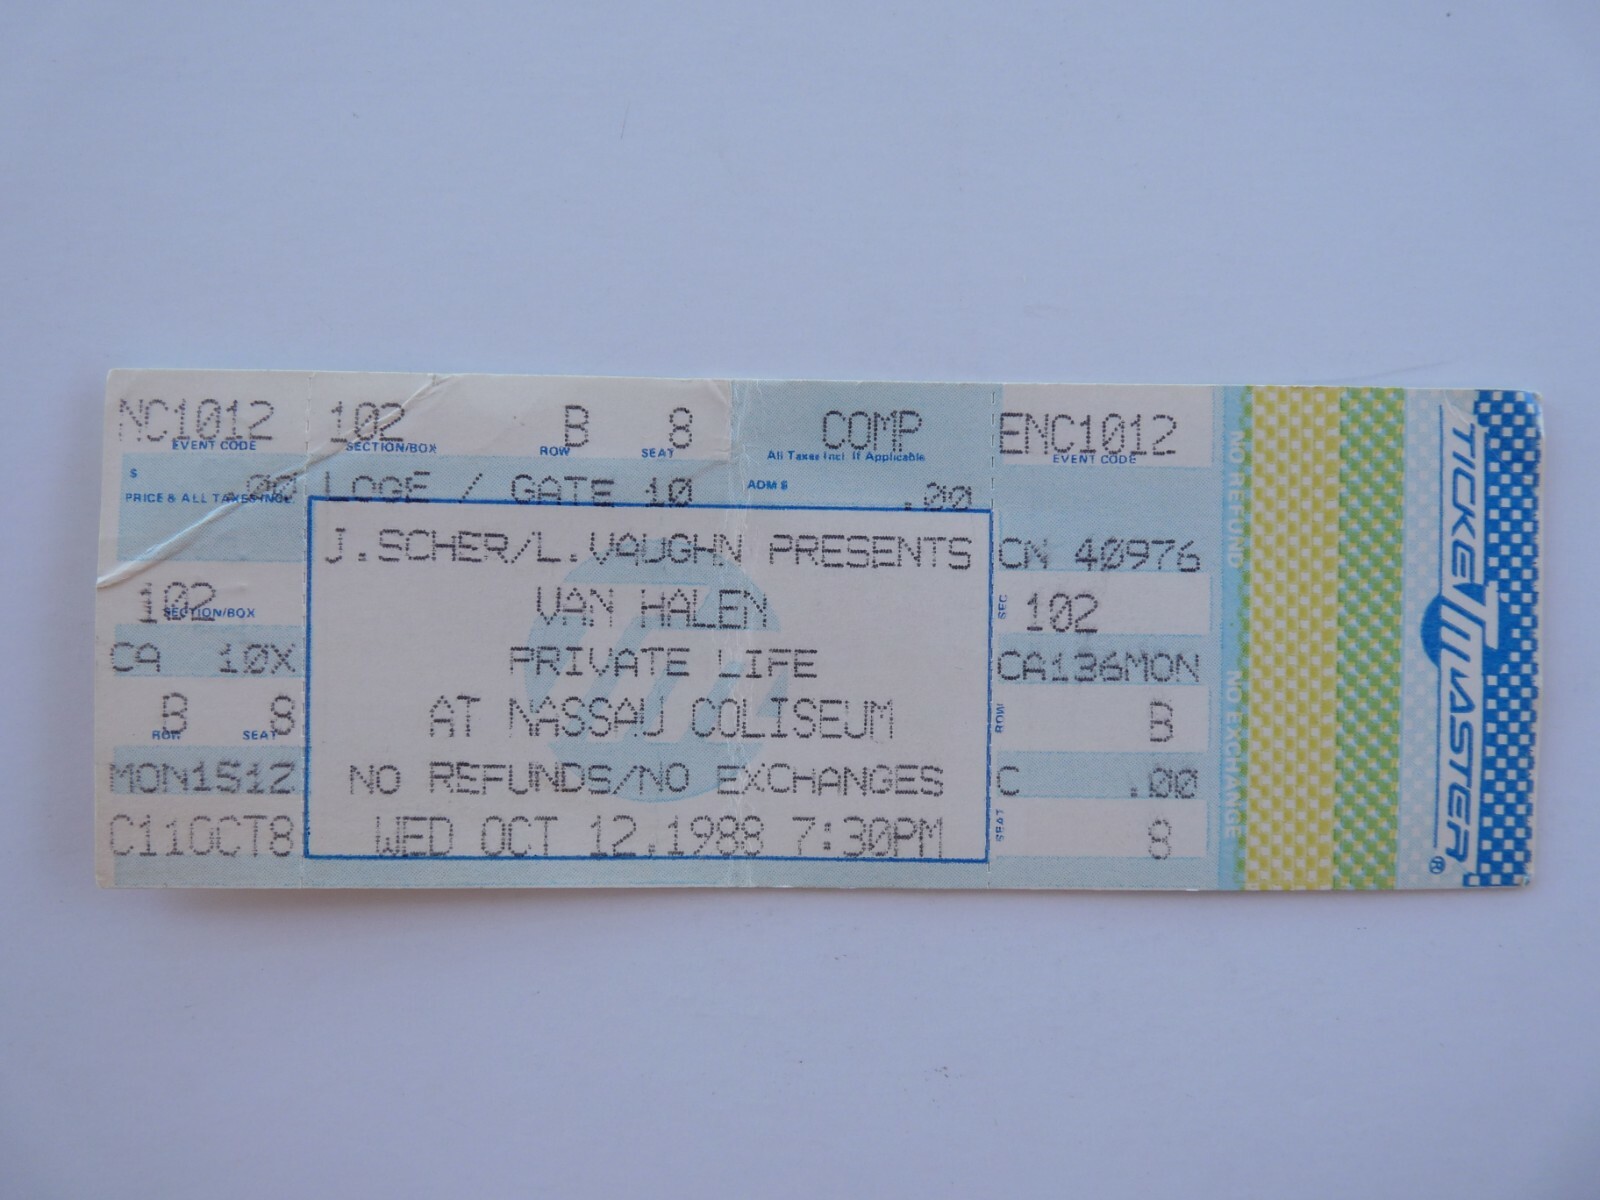 NC1012 102 B 8 COMP ENC1012
EVENT CODE SECTION/BOX ROW SEAT All Taxes Incl. If Applicable EVENT CODE
$ .00 LOGE / GATE 10 ADM $ .00
PRICE & ALL TAXES INCL.
J.SCHER/L.VAUGHN PRESENTS
VAN HALEN
PRIVATE LIFE
AT NASSAU COLISEUM
NO REFUNDS/NO EXCHANGES
WED OCT 12,1988 7:30PM
102
SECTION/BOX
CA 10X
B 8
ROW SEAT
MON151Z
C11OCT8
CN 40976
SEC 102
CA136MON
ROW B
C .00
SEATS 8
NO REFUND NO EXCHANGE
TICKETMASTER®